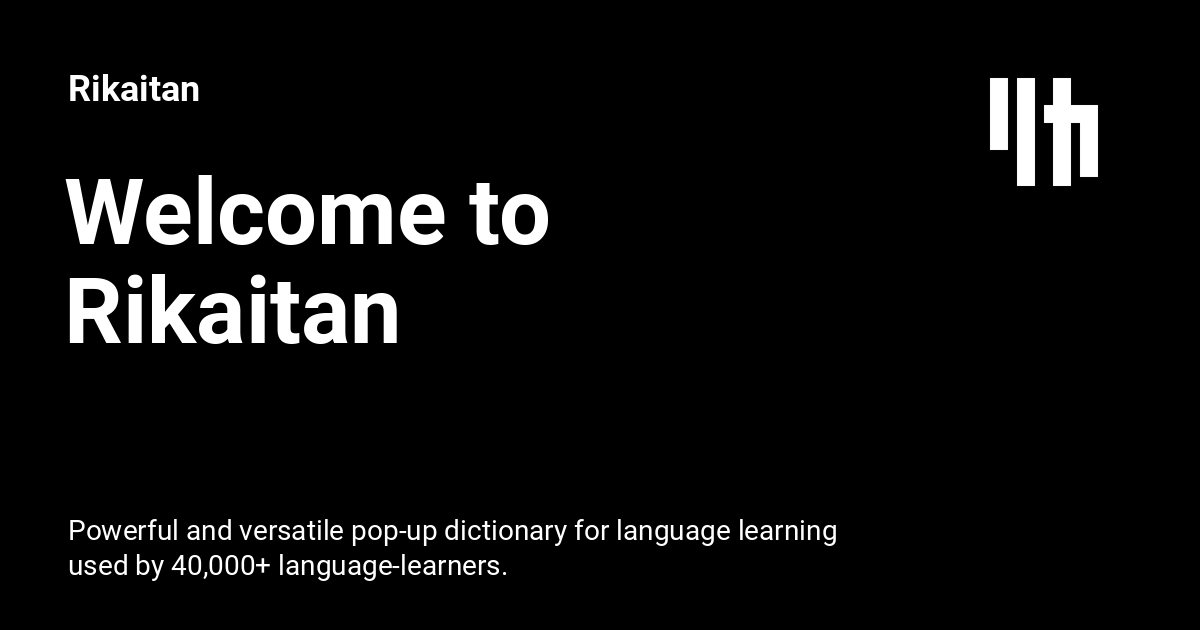 Rikaitan
Welcome to
Rikaitan
Powerful and versatile pop-up dictionary for language learning
used by 40,000+ language-learners.